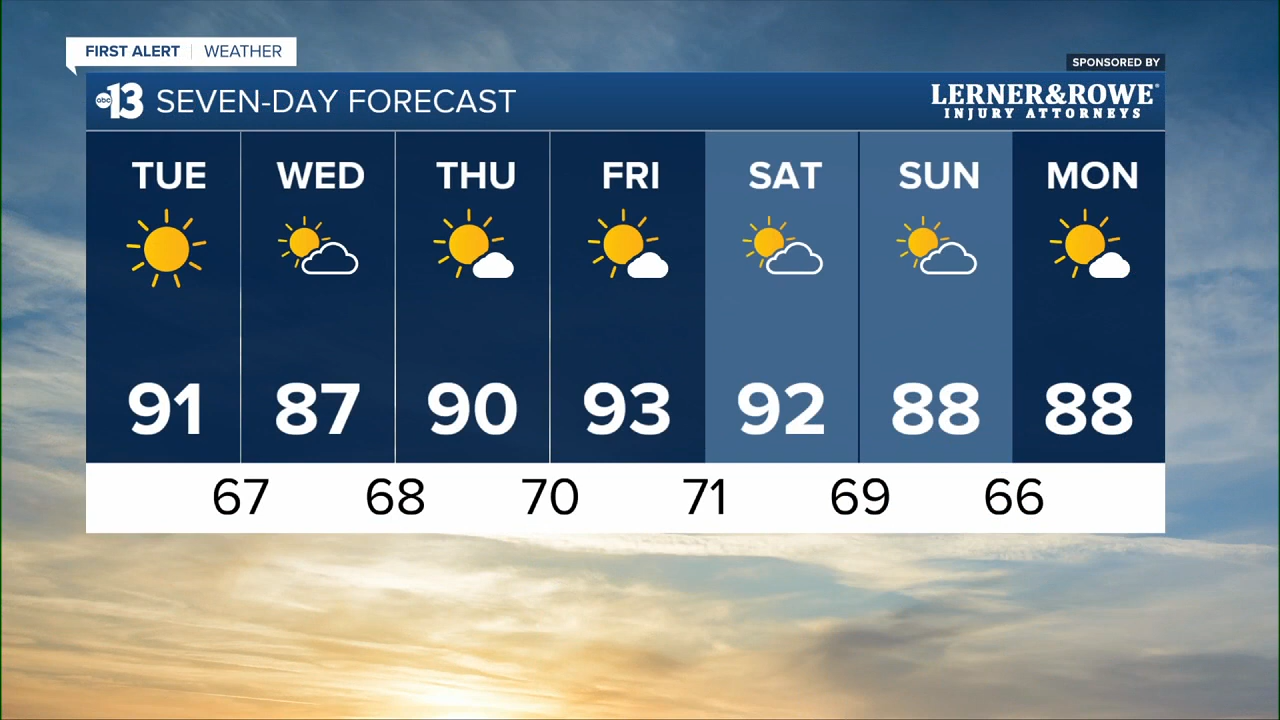 FIRST ALERT | WEATHER
SPONSORED BY
abc 13 SEVEN-DAY FORECAST
LERNER&ROWE®
INJURY ATTORNEYS
TUE WED THU FRI SAT SUN MON
91 87 90 93 92 88 88
67 68 70 71 69 66